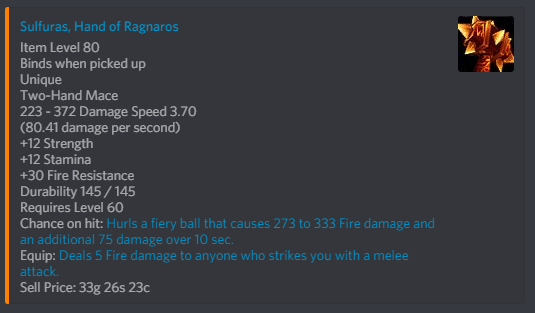 Sulfuras, Hand of Ragnaros
Item Level 80
Binds when picked up
Unique
Two-Hand Mace
223 - 372 Damage Speed 3.70
(80.41 damage per second)
+12 Strength
+12 Stamina
+30 Fire Resistance
Durability 145 / 145
Requires Level 60
Chance on hit: Hurls a fiery ball that causes 273 to 333 Fire damage and
an additional 75 damage over 10 sec.
Equip: Deals 5 Fire damage to anyone who strikes you with a melee
attack.
Sell Price: 33g 26s 23c